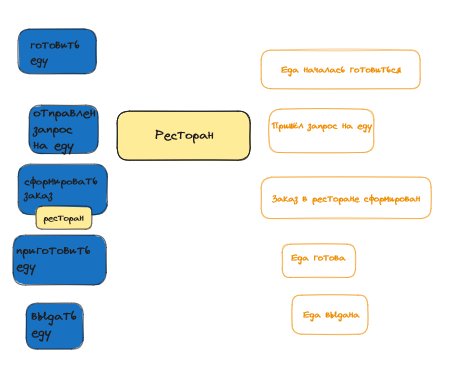 готовить
еду
Еда началась готовиться
отправлен
запрос
на еду
Ресторан
Пришёл запрос на еду
сформировать
заказ
ресторан
Заказ в ресторане сформирован
приготовить
еду
Еда готова
выдать
еду
Еда выдана